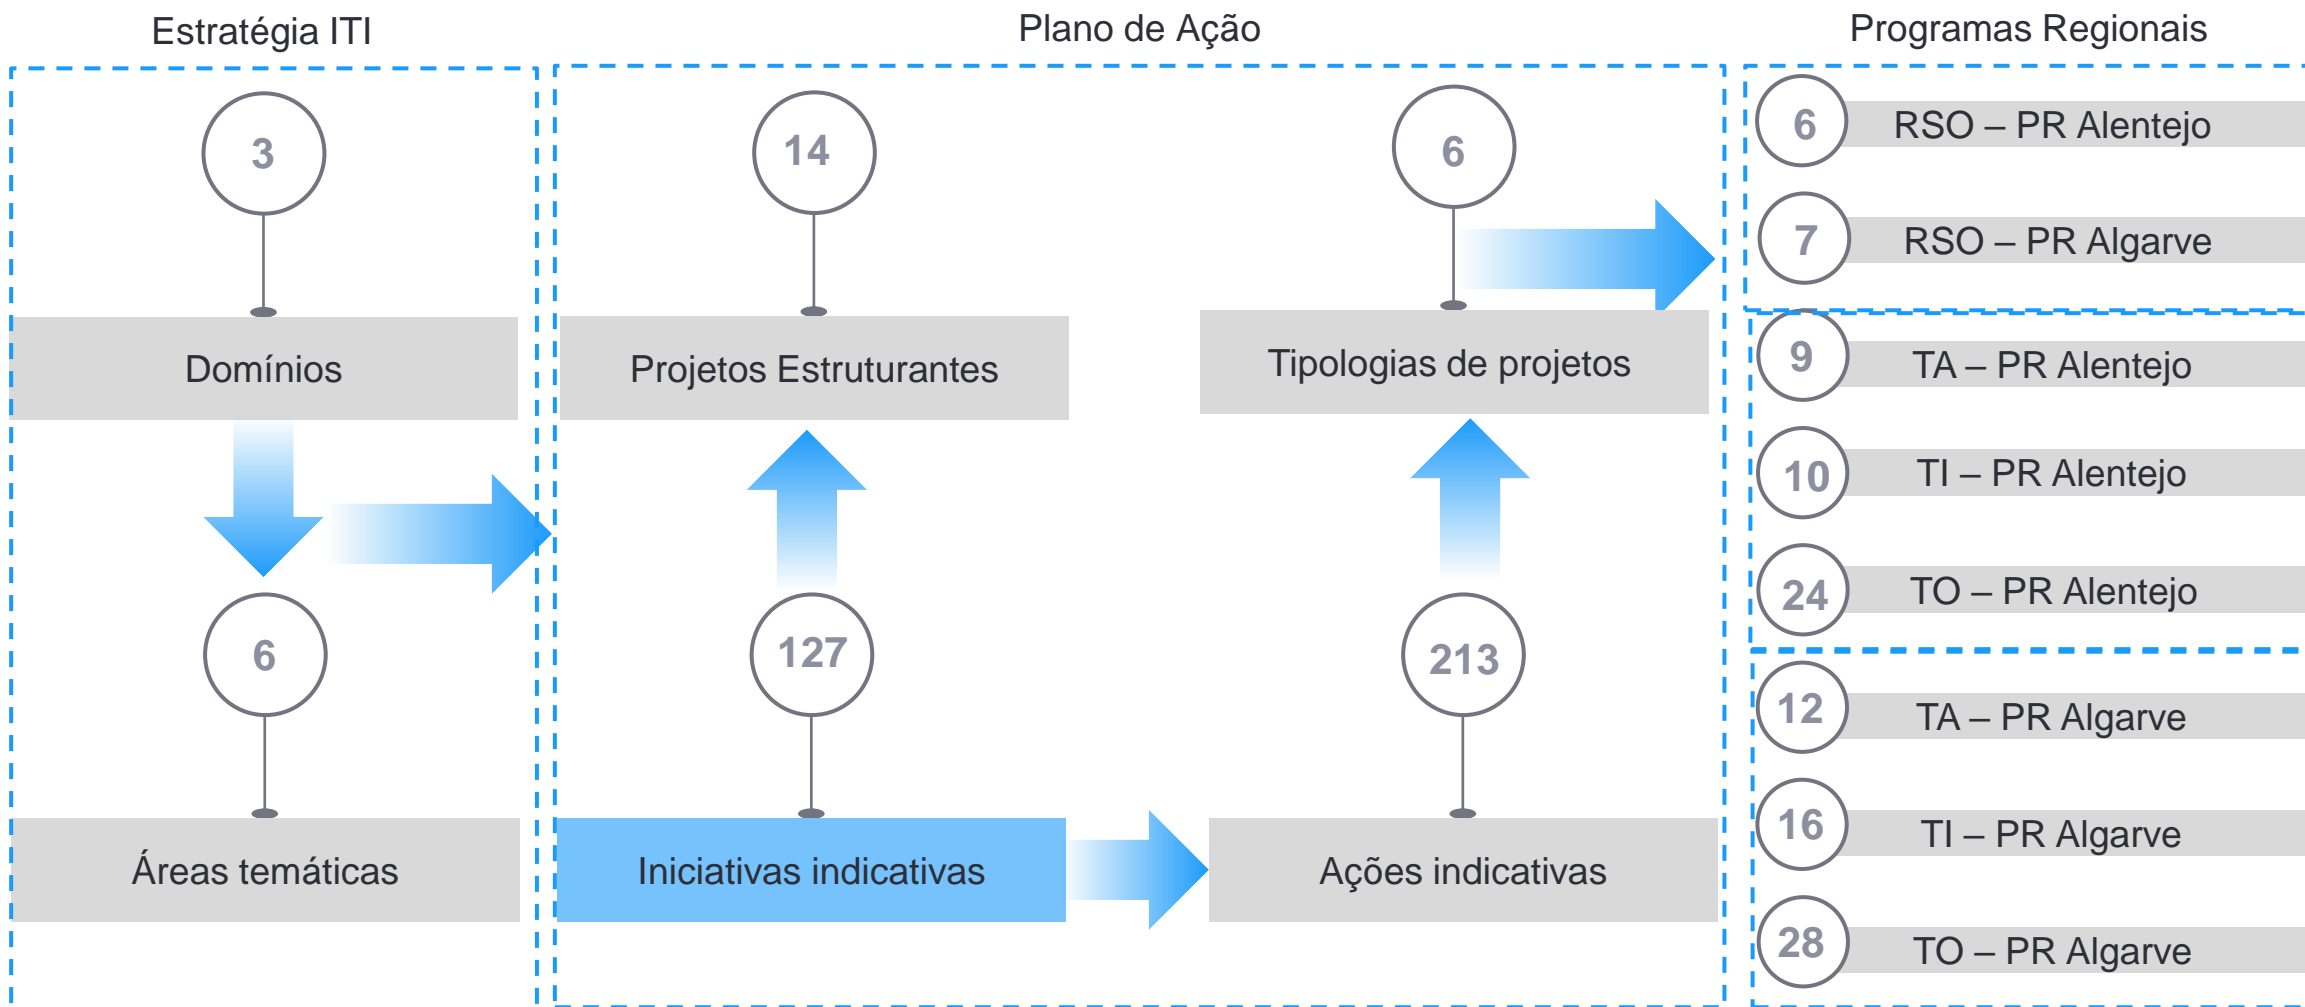 Estratégia ITI
Plano de Ação
Programas Regionais
3
Domínios
6
Áreas temáticas
14
Projetos Estruturantes
127
Iniciativas indicativas
6
Tipologias de projetos
213
Ações indicativas
6
RSO – PR Alentejo
7
RSO – PR Algarve
9
TA – PR Alentejo
10
TI – PR Alentejo
24
TO – PR Alentejo
12
TA – PR Algarve
16
TI – PR Algarve
28
TO – PR Algarve